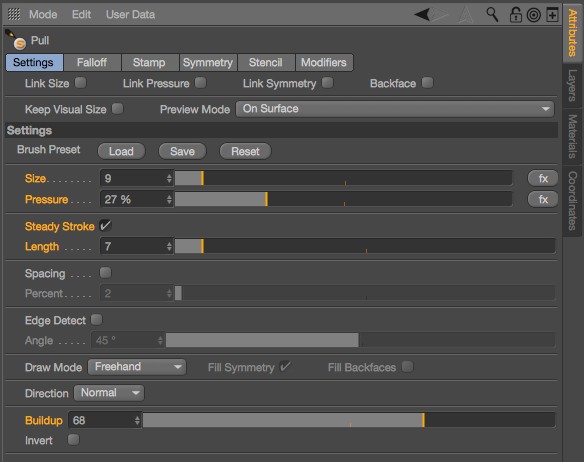 Mode Edit User Data
Pull
Settings Falloff Stamp Symmetry Stencil Modifiers
Link Size Link Pressure Link Symmetry Backface
Keep Visual Size Preview Mode On Surface
Settings
Brush Preset Load Save Reset
Size........ 9 fx
Pressure..... 27 % fx
Steady Stroke
Length ..... 7
Spacing ....
Percent..... 2
Edge Detect
Angle ..... 45 °
Draw Mode Freehand Fill Symmetry Fill Backfaces
Direction Normal
Buildup 68
Invert
Attributes
Layers
Materials
Coordinates